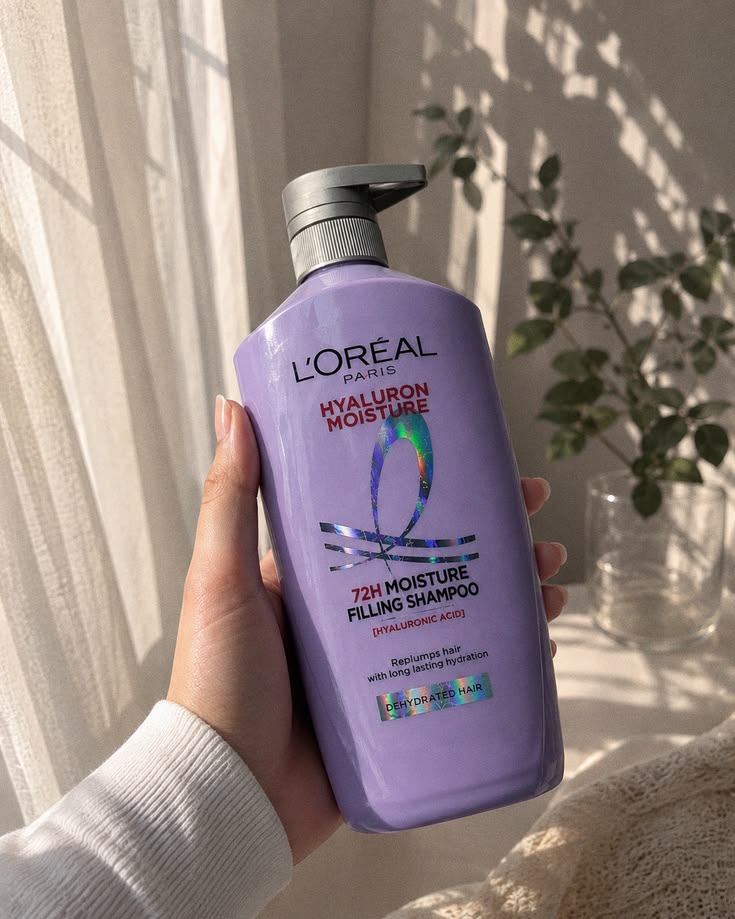 L'ORÉAL
PARIS
HYALURON
MOISTURE
72H MOISTURE
FILLING SHAMPOO
[HYALURONIC ACID]
Replumps hair
with long lasting hydration
DEHYDRATED HAIR